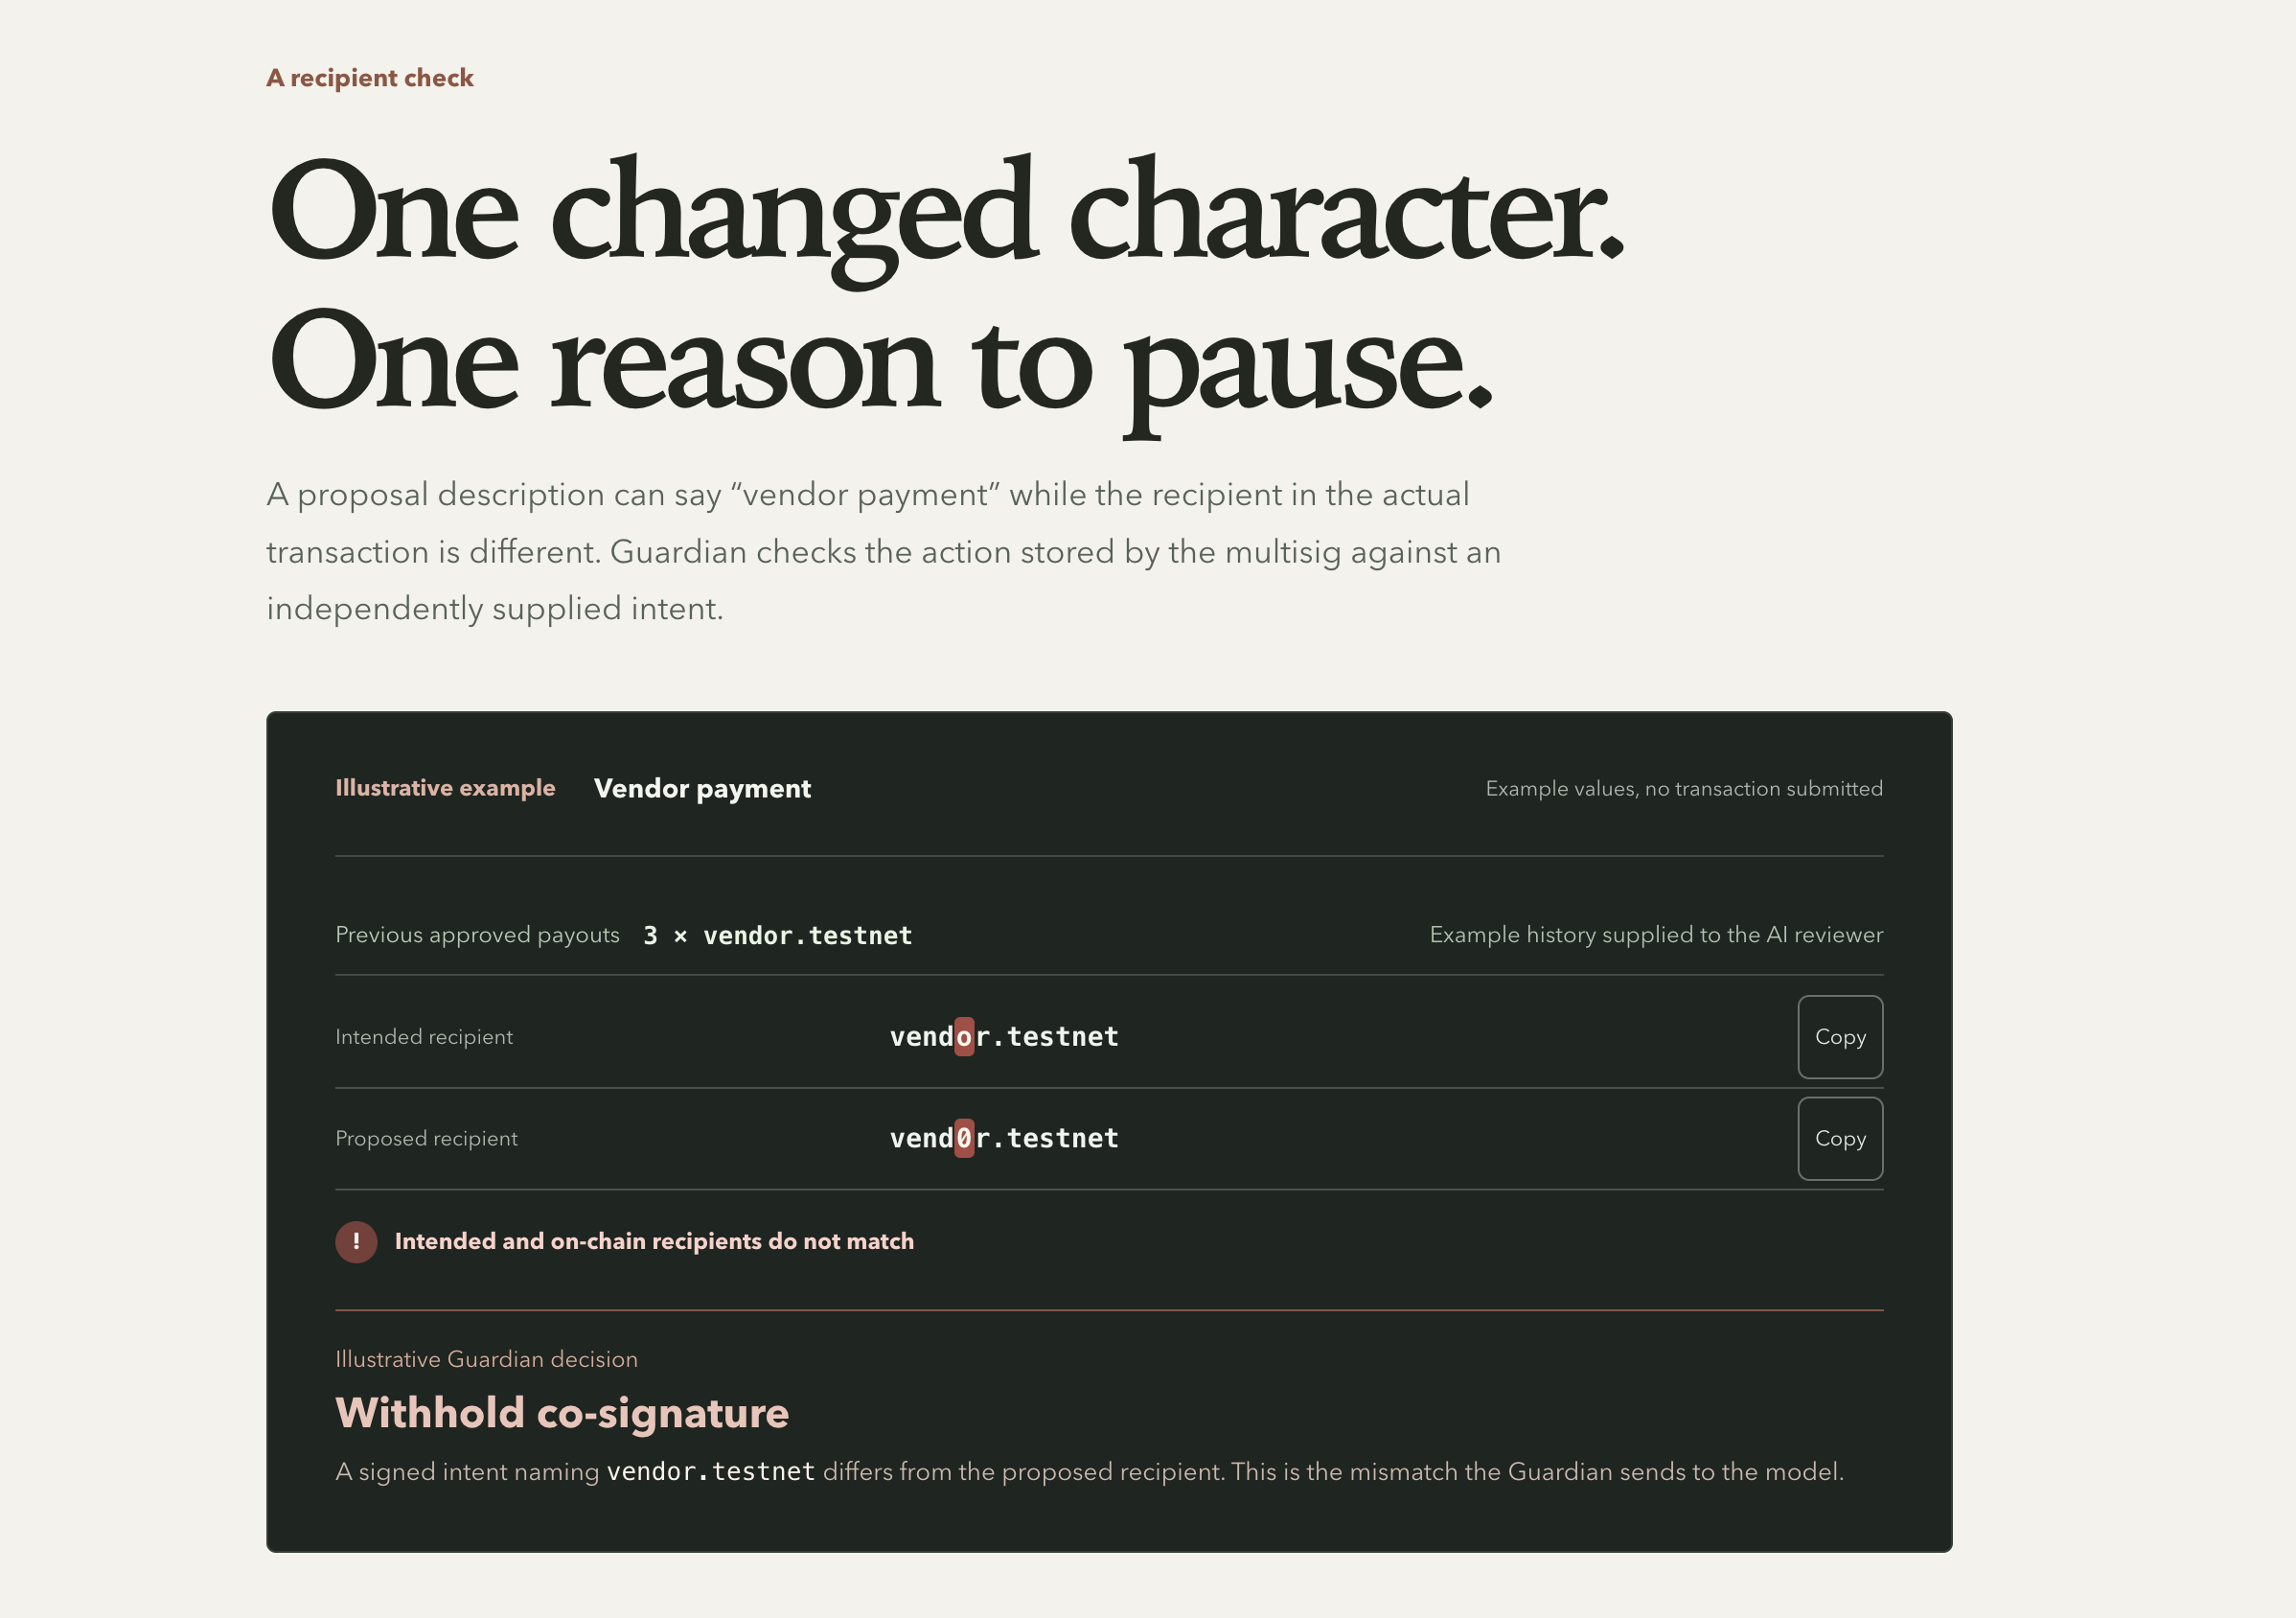 A recipient check
One changed character.
One reason to pause.
A proposal description can say “vendor payment” while the recipient in the actual
transaction is different. Guardian checks the action stored by the multisig against an
independently supplied intent.
Illustrative example Vendor payment Example values, no transaction submitted
Previous approved payouts 3 × vendor.testnet Example history supplied to the AI reviewer
Intended recipient vendor.testnet Copy
Proposed recipient vend0r.testnet Copy
! Intended and on-chain recipients do not match
Illustrative Guardian decision
Withhold co-signature
A signed intent naming vendor.testnet differs from the proposed recipient. This is the mismatch the Guardian sends to the model.